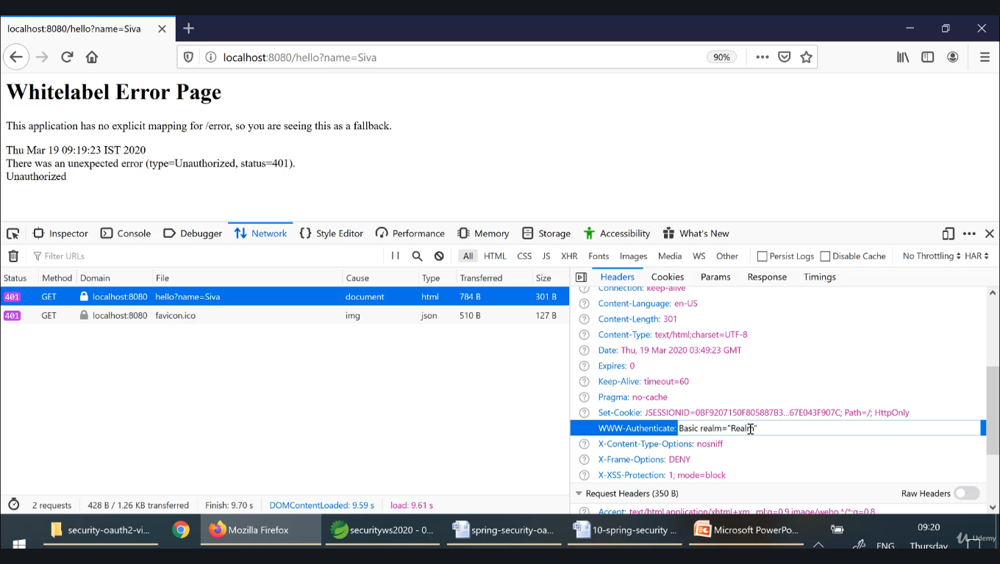 localhost:8080/hello?name=Siva
localhost:8080/hello?name=Siva
90%
Whitelabel Error Page
This application has no explicit mapping for /error, so you are seeing this as a fallback.
Thu Mar 19 09:19:23 IST 2020
There was an unexpected error (type=Unauthorized, status=401).
Unauthorized
Inspector Console Debugger Network Style Editor Performance Memory Storage Accessibility What's New
Filter URLs All HTML CSS JS XHR Fonts Images Media WS Other Persist Logs Disable Cache No Throttling HAR
Status Method Domain File Cause Type Transferred Size
401 GET localhost:8080 hello?name=Siva document html 784 B 301 B
401 GET localhost:8080 favicon.ico img json 510 B 127 B
Headers Cookies Params Response Timings
Connection: keep-alive
Content-Language: en-US
Content-Length: 301
Content-Type: text/html;charset=UTF-8
Date: Thu, 19 Mar 2020 03:49:23 GMT
Expires: 0
Keep-Alive: timeout=60
Pragma: no-cache
Set-Cookie: JSESSIONID=0BF9207150F805887B3...67E043F907C; Path=/; HttpOnly
WWW-Authenticate: Basic realm="Realm"
X-Content-Type-Options: nosniff
X-Frame-Options: DENY
X-XSS-Protection: 1; mode=block
Request Headers (350 B) Raw Headers
Accept: text/html,application/xhtml+xm...ml;q=0.9,image/webp,*/*;q=0.8
2 requests 428 B / 1.26 KB transferred Finish: 9.70 s DOMContentLoaded: 9.59 s load: 9.61 s
security-oauth2-vi... Mozilla Firefox securityws2020 - 0... spring-security-oa... 10-spring-security ... Microsoft PowerPo...
ENG
09:20
Thursday
Udemy